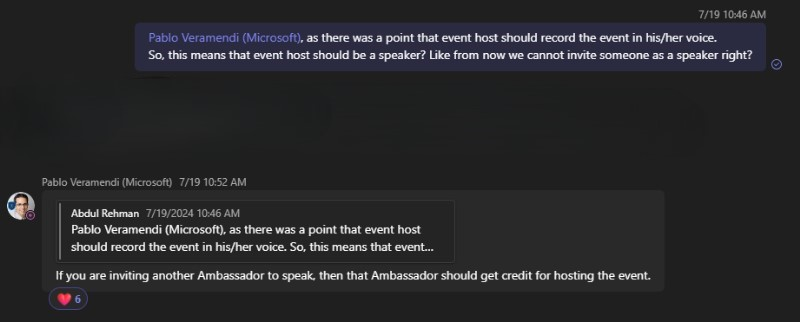 7/19 10:46 AM
Pablo Veramendi (Microsoft), as there was a point that event host should record the event in his/her voice.
So, this means that event host should be a speaker? Like from now we cannot invite someone as a speaker right?
Pablo Veramendi (Microsoft) 7/19 10:52 AM
Abdul Rehman 7/19/2024 10:46 AM
Pablo Veramendi (Microsoft), as there was a point that event host
should record the event in his/her voice. So, this means that event...
If you are inviting another Ambassador to speak, then that Ambassador should get credit for hosting the event.
6